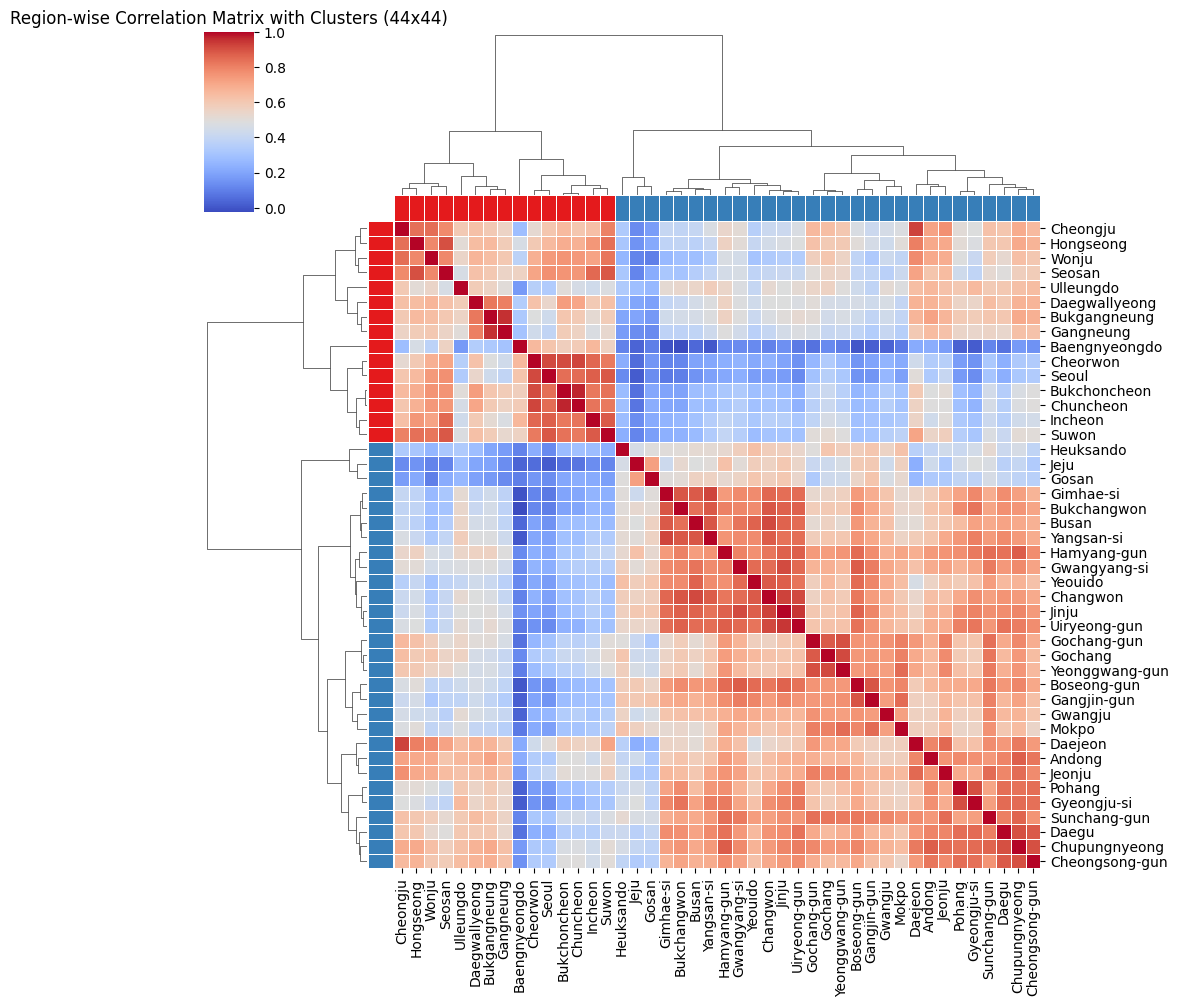 Region-wise Correlation Matrix with Clusters (44x44)
1.0
0.8
0.6
0.4
0.2
0.0
Cheongju
Hongseong
Wonju
Seosan
Ulleungdo
Daegwallyeong
Bukgangneung
Gangneung
Baengnyeongdo
Cheorwon
Seoul
Bukchoncheon
Chuncheon
Incheon
Suwon
Heuksando
Jeju
Gosan
Gimhae-si
Bukchangwon
Busan
Yangsan-si
Hamyang-gun
Gwangyang-si
Yeouido
Changwon
Jinju
Uiryeong-gun
Gochang-gun
Gochang
Yeonggwang-gun
Boseong-gun
Gangjin-gun
Gwangju
Mokpo
Daejeon
Andong
Jeonju
Pohang
Gyeongju-si
Sunchang-gun
Daegu
Chupungnyeong
Cheongsong-gun
Cheongju
Hongseong
Wonju
Seosan
Ulleungdo
Daegwallyeong
Bukgangneung
Gangneung
Baengnyeongdo
Cheorwon
Seoul
Bukchoncheon
Chuncheon
Incheon
Suwon
Heuksando
Jeju
Gosan
Gimhae-si
Bukchangwon
Busan
Yangsan-si
Hamyang-gun
Gwangyang-si
Yeouido
Changwon
Jinju
Uiryeong-gun
Gochang-gun
Gochang
Yeonggwang-gun
Boseong-gun
Gangjin-gun
Gwangju
Mokpo
Daejeon
Andong
Jeonju
Pohang
Gyeongju-si
Sunchang-gun
Daegu
Chupungnyeong
Cheongsong-gun